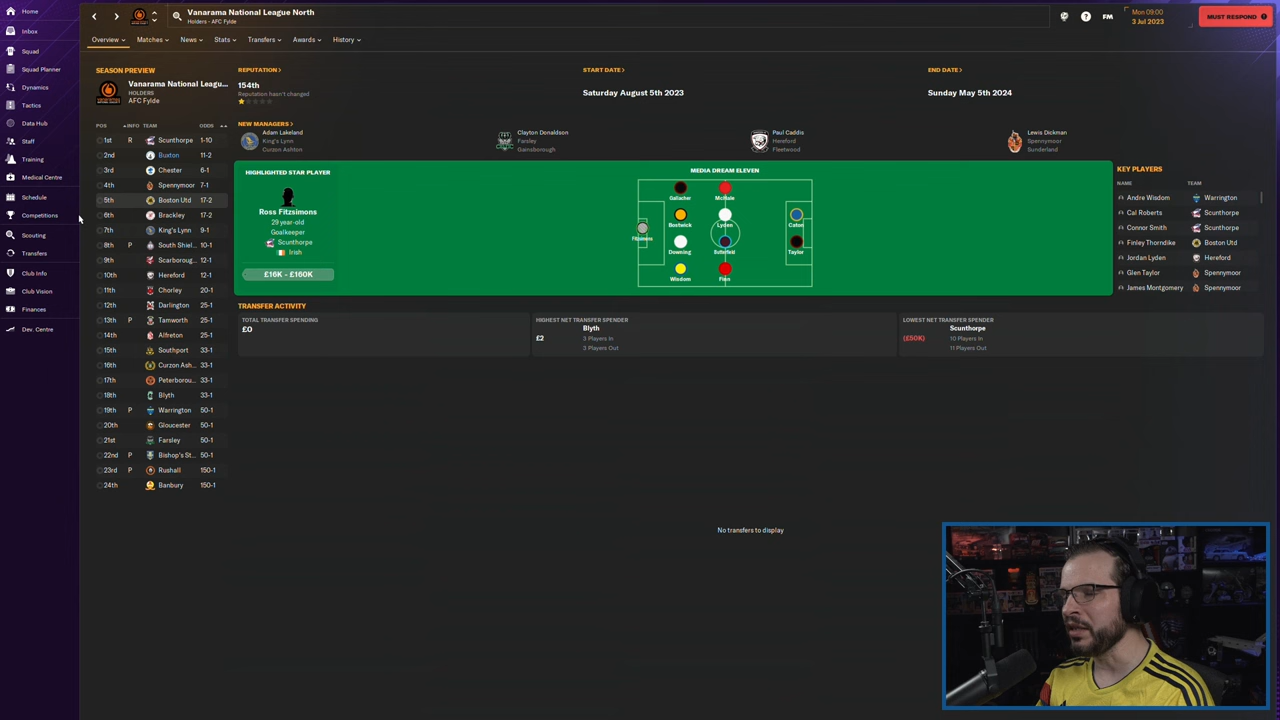 Vanarama National League North
Holders - AFC Fylde
FM
Mon 09:00
3 Jul 2023
MUST RESPOND
Overview
Matches
News
Stats
Transfers
Awards
History
Home
Inbox
Squad
Squad Planner
Dynamics
Tactics
Data Hub
Staff
Training
Medical Centre
Schedule
Competitions
Scouting
Transfers
Club Info
Club Vision
Finances
Dev. Centre
SEASON PREVIEW
Vanarama National Leagu...
HOLDERS
AFC Fylde
POS INFO TEAM ODDS
1st R Scunthorpe 1-10
2nd Buxton 11-2
3rd Chester 6-1
4th Spennymoor 7-1
5th Boston Utd 17-2
6th Brackley 17-2
7th King's Lynn 9-1
8th P South Shiel... 10-1
9th Scarboroug... 12-1
10th Hereford 12-1
11th Chorley 20-1
12th Darlington 25-1
13th P Tamworth 25-1
14th Alfreton 25-1
15th Southport 33-1
16th Curzon Ash... 33-1
17th Peterborou... 33-1
18th Blyth 33-1
19th P Warrington 50-1
20th Gloucester 50-1
21st Farsley 50-1
22nd P Bishop's St... 50-1
23rd P Rushall 150-1
24th Banbury 150-1
REPUTATION >
154th
Reputation hasn't changed
START DATE >
Saturday August 5th 2023
END DATE >
Sunday May 5th 2024
NEW MANAGERS >
Adam Lakeland
King's Lynn
Curzon Ashton
Clayton Donaldson
Farsley
Gainsborough
Paul Caddis
Hereford
Fleetwood
Lewis Dickman
Spennymoor
Sunderland
HIGHLIGHTED STAR PLAYER
Ross Fitzsimons
29 year-old
Goalkeeper
Scunthorpe
Irish
£16K - £160K
MEDIA DREAM ELEVEN
Gallacher
McHale
Bostwick
Lyden
Caton
Fitzsimons
Downing
Taylor
Wisdom
Finn
KEY PLAYERS
NAME TEAM
Andre Wisdom Warrington
Cal Roberts Scunthorpe
Connor Smith Scunthorpe
Finley Thorndike Boston Utd
Jordan Lyden Hereford
Glen Taylor Spennymoor
James Montgomery Spennymoor
TRANSFER ACTIVITY
TOTAL TRANSFER SPENDING
£0
HIGHEST NET TRANSFER SPENDER
£2
Blyth
3 Players In
3 Players Out
LOWEST NET TRANSFER SPENDER
(£50K)
Scunthorpe
10 Players In
11 Players Out
No transfers to display